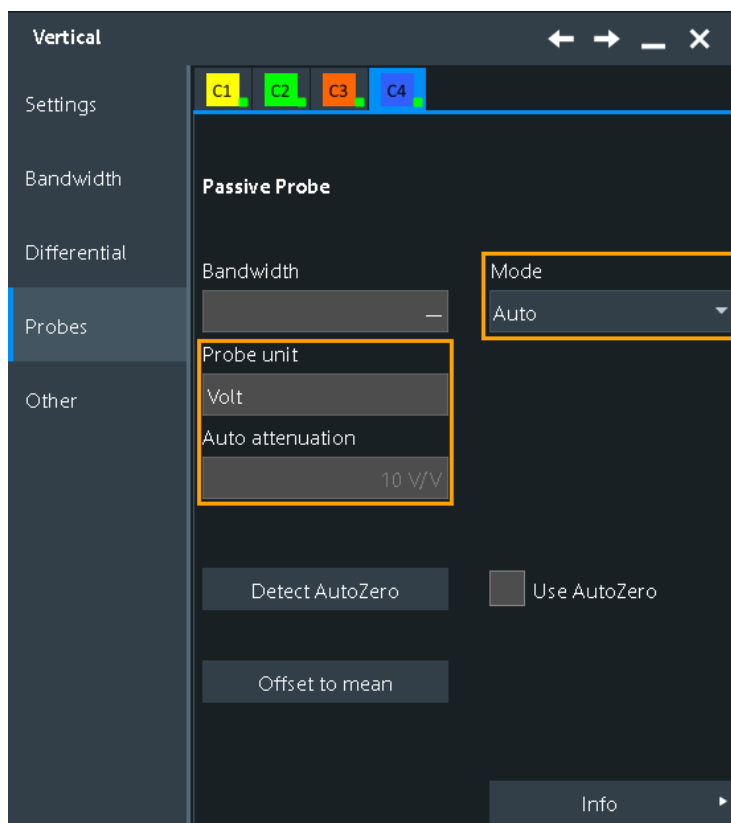 Vertical
Settings
Bandwidth
Differential
Probes
Other
C1 C2 C3 C4
Passive Probe
Bandwidth
—
Mode
Auto
Probe unit
Volt
Auto attenuation
10 V/V
Detect AutoZero
Use AutoZero
Offset to mean
Info